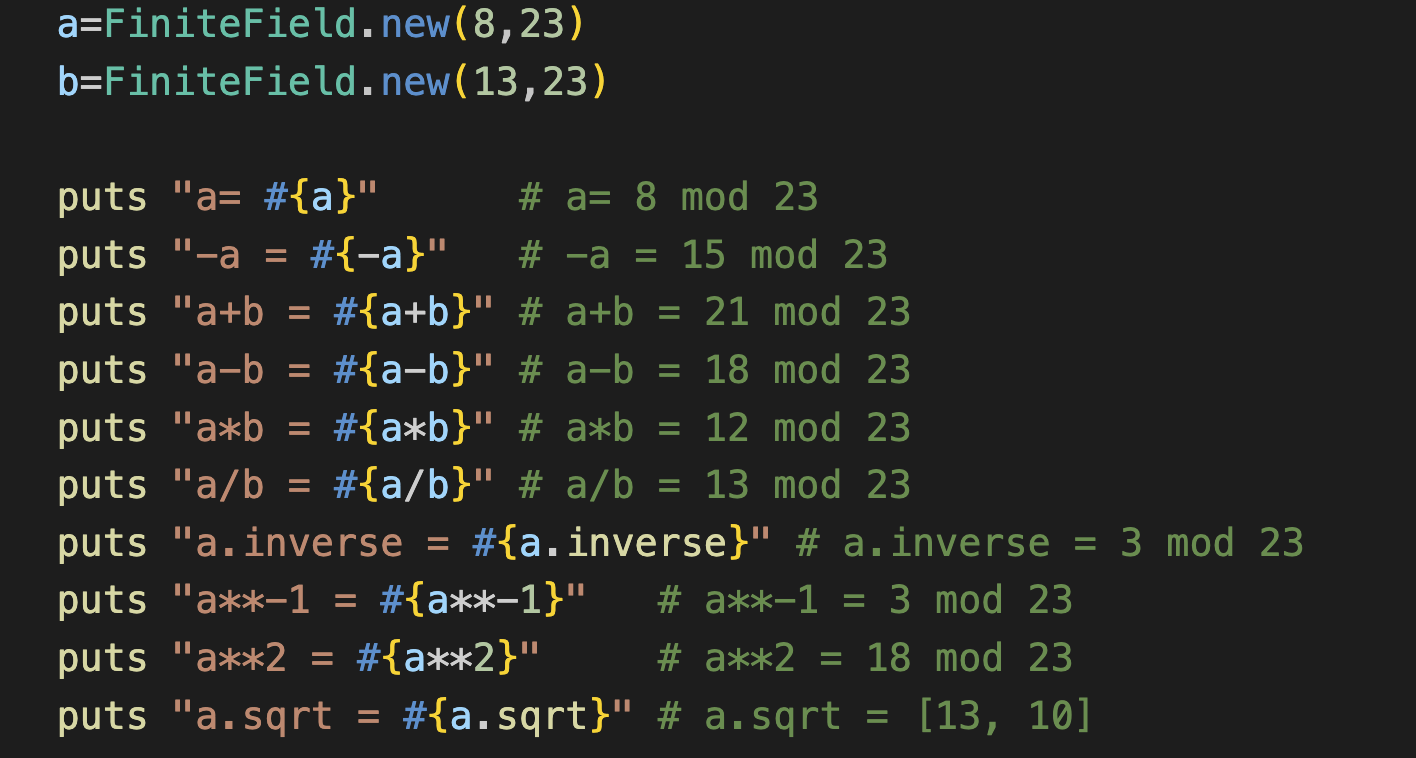 a=FiniteField.new(8,23)
b=FiniteField.new(13,23)
puts "a= #{a}"      # a= 8 mod 23
puts "-a = #{-a}"   # -a = 15 mod 23
puts "a+b = #{a+b}" # a+b = 21 mod 23
puts "a-b = #{a-b}" # a-b = 18 mod 23
puts "a*b = #{a*b}" # a*b = 12 mod 23
puts "a/b = #{a/b}" # a/b = 13 mod 23
puts "a.inverse = #{a.inverse}" # a.inverse = 3 mod 23
puts "a**-1 = #{a**-1}"   # a**-1 = 3 mod 23
puts "a**2 = #{a**2}"     # a**2 = 18 mod 23
puts "a.sqrt = #{a.sqrt}" # a.sqrt = [13, 10]